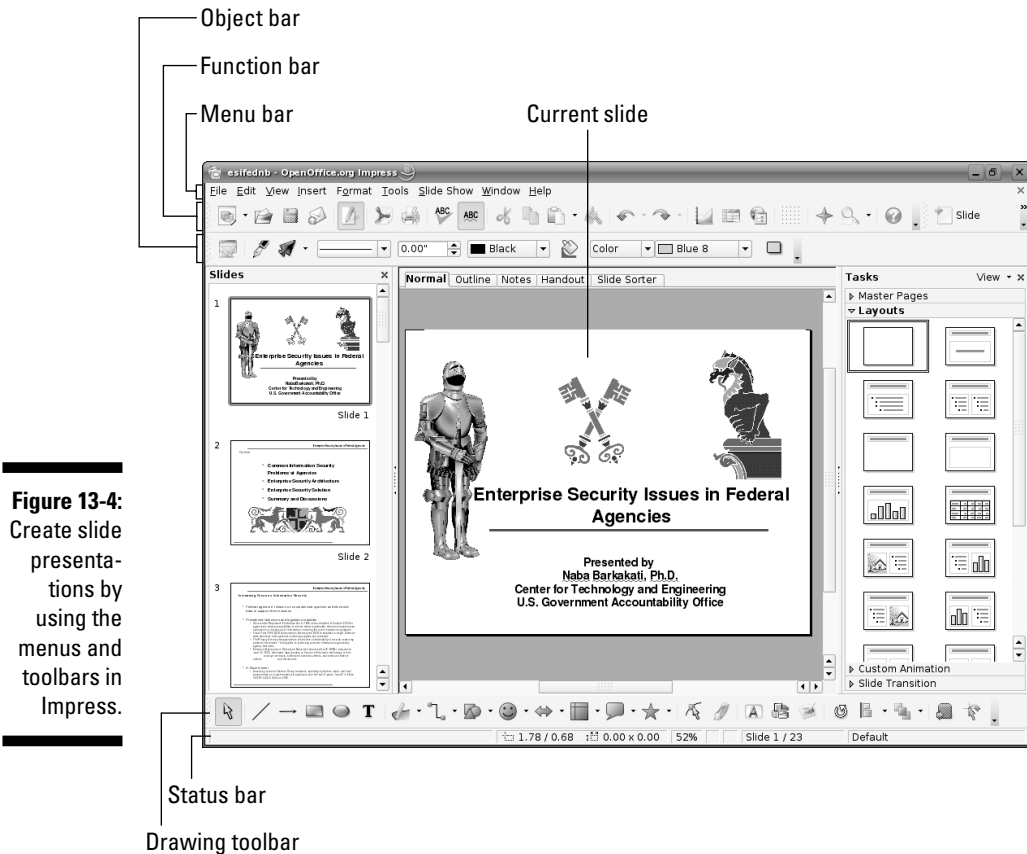 Object bar
Function bar
Menu bar
Current slide
esifednb - OpenOffice.org Impress
File Edit View Insert Format Tools Slide Show Window Help
ABC ABC Slide
0.00" Black Color Blue 8
Slides
Normal Outline Notes Handout Slide Sorter
Tasks View
Master Pages
Layouts
1
Enterprise Security Issues in Federal
Agencies
Presented by
Naba Barkakati, Ph.D.
Center for Technology and Engineering
U.S. Government Accountability Office
Slide 1
2
Common Information Security
Problems at Agencies
Enterprise Security Architecture
Enterprise Security Solution
Summary and Discussions
Slide 2
3
Enterprise Security Issues in Federal
Agencies
Presented by
Naba Barkakati, Ph.D.
Center for Technology and Engineering
U.S. Government Accountability Office
Custom Animation
Slide Transition
T
A
1.78 / 0.68 0.00 x 0.00 52% Slide 1 / 23 Default
Status bar
Drawing toolbar
Figure 13-4:
Create slide
presenta-
tions by
using the
menus and
toolbars in
Impress.